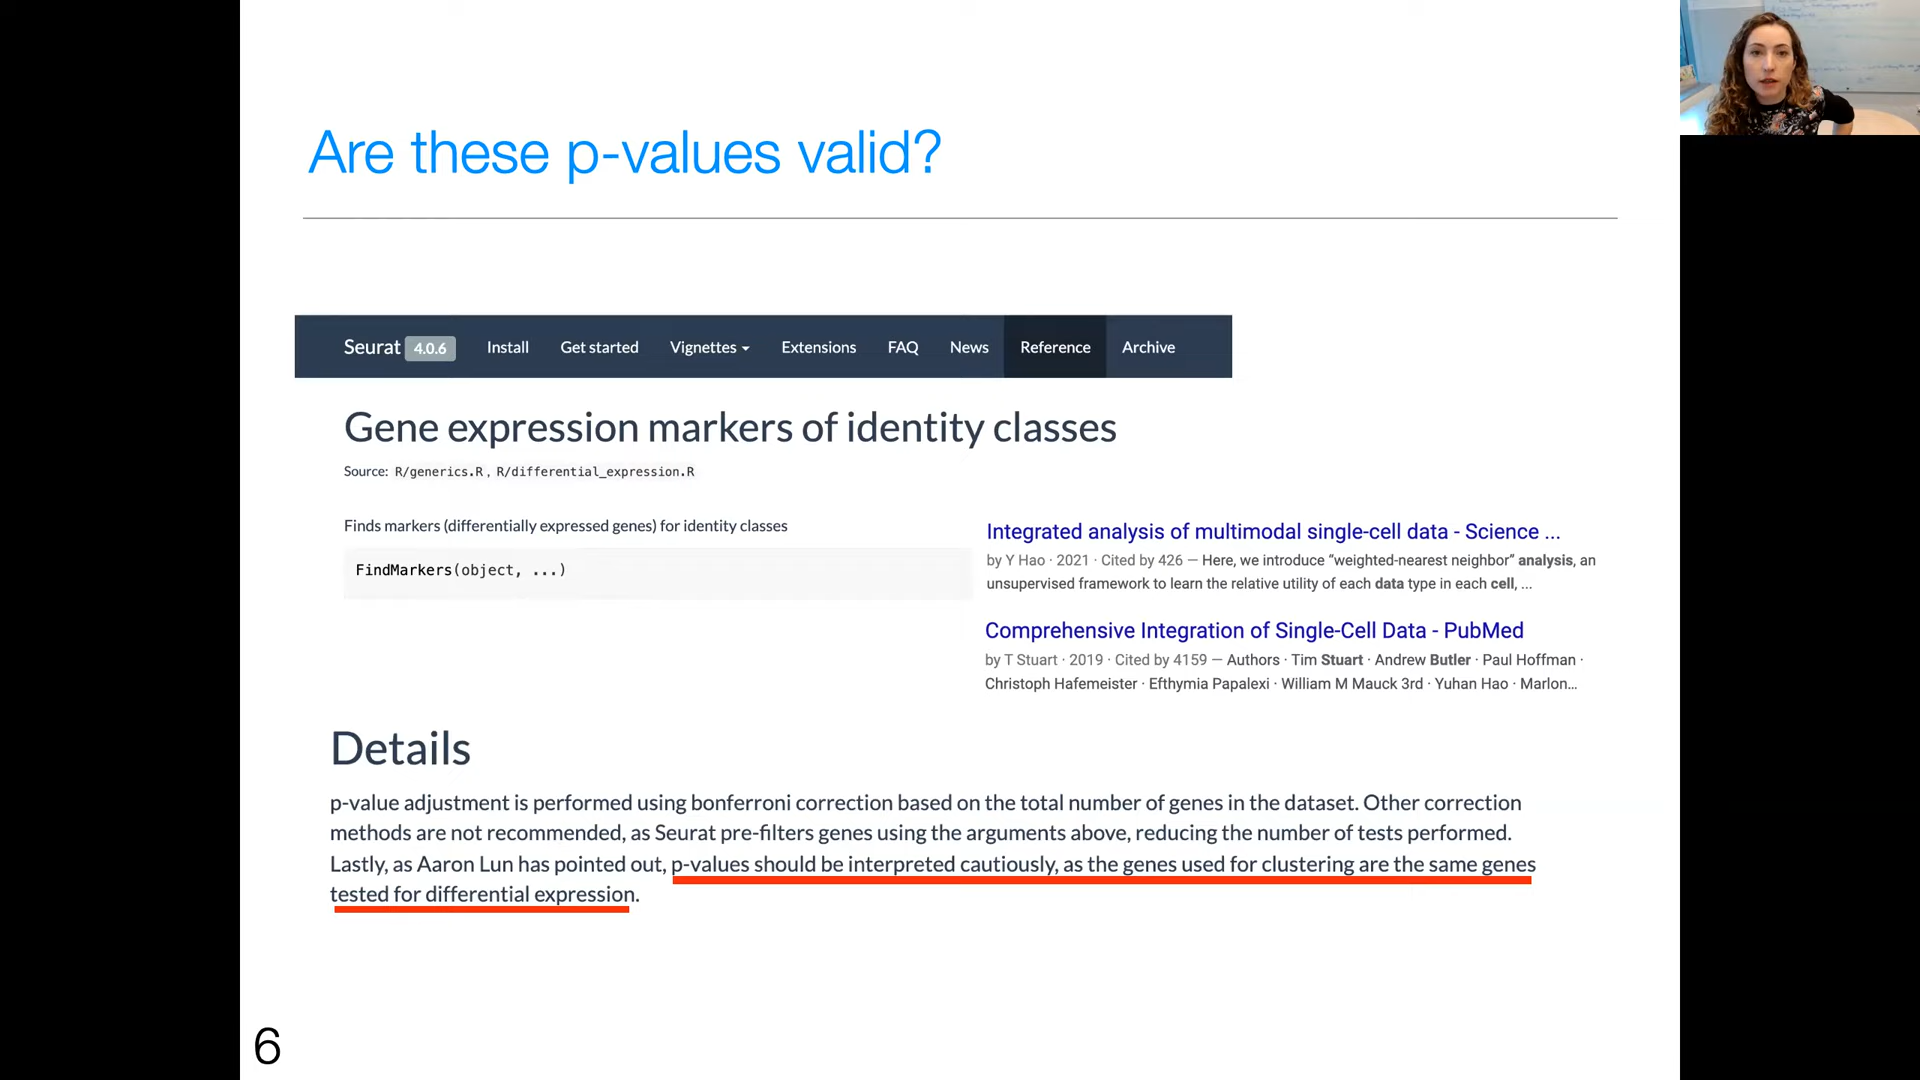 Are these p-values valid?
Seurat 4.0.6 Install Get started Vignettes Extensions FAQ News Reference Archive
Gene expression markers of identity classes
Source: R/generics.R, R/differential_expression.R
Finds markers (differentially expressed genes) for identity classes
FindMarkers(object, ...)
Integrated analysis of multimodal single-cell data - Science ...
by Y Hao · 2021 · Cited by 426 — Here, we introduce “weighted-nearest neighbor” analysis, an
unsupervised framework to learn the relative utility of each data type in each cell, ...
Comprehensive Integration of Single-Cell Data - PubMed
by T Stuart · 2019 · Cited by 4159 — Authors · Tim Stuart · Andrew Butler · Paul Hoffman ·
Christoph Hafemeister · Efthymia Papalexi · William M Mauck 3rd · Yuhan Hao · Marlon...
Details
p-value adjustment is performed using bonferroni correction based on the total number of genes in the dataset. Other correction
methods are not recommended, as Seurat pre-filters genes using the arguments above, reducing the number of tests performed.
Lastly, as Aaron Lun has pointed out, p-values should be interpreted cautiously, as the genes used for clustering are the same genes
tested for differential expression.
6